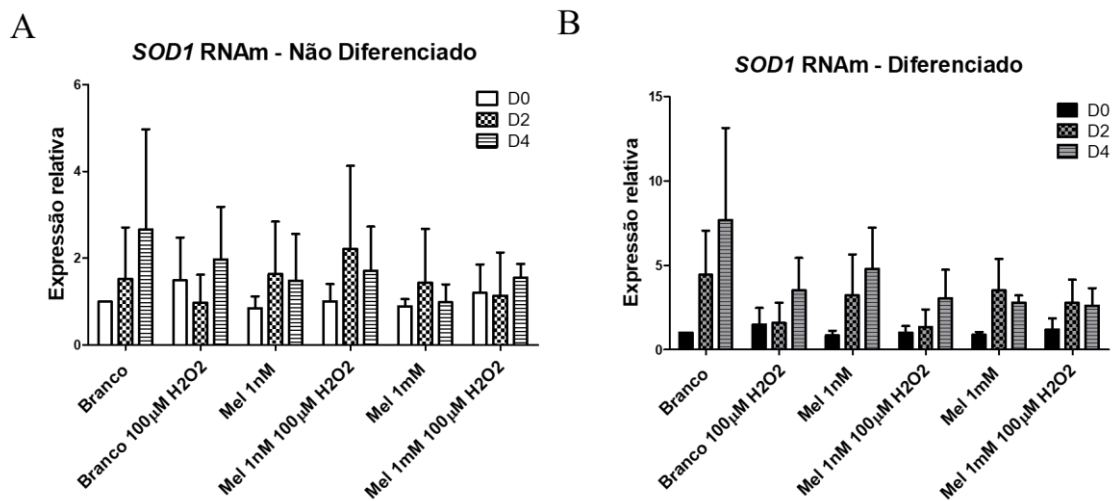 A
SOD1 RNAm - Não Diferenciado
Expressão relativa
6
4
2
0
D0
D2
D4
Branco
Branco 100µM H2O2
Mel 1nM
Mel 1nM 100µM H2O2
Mel 1mM
Mel 1mM 100µM H2O2
B
SOD1 RNAm - Diferenciado
Expressão relativa
15
10
5
0
D0
D2
D4
Branco
Branco 100µM H2O2
Mel 1nM
Mel 1nM 100µM H2O2
Mel 1mM
Mel 1mM 100µM H2O2